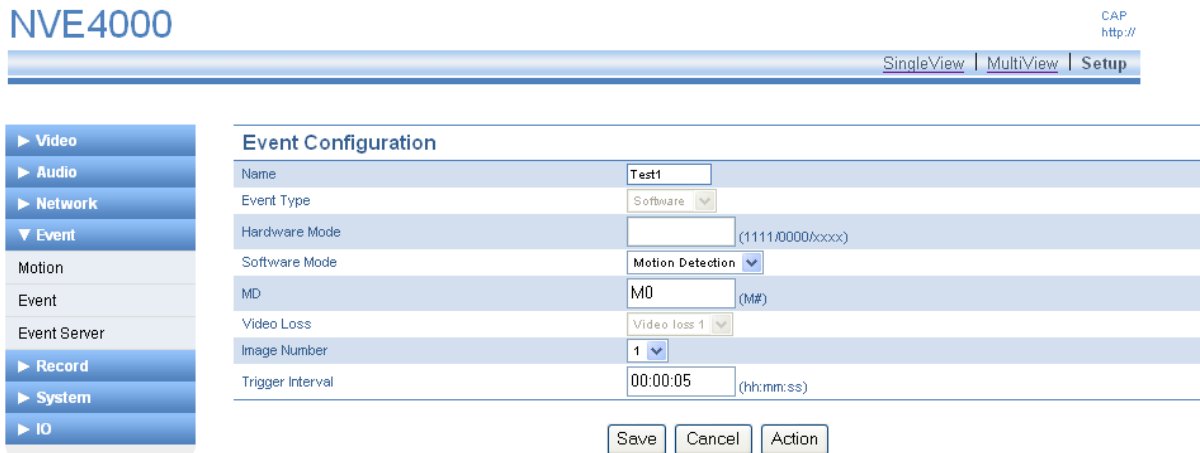 NVE4000
CAP
http://
SingleView | MultiView | Setup
▶ Video
▶ Audio
▶ Network
▼ Event
Motion
Event
Event Server
▶ Record
▶ System
▶ IO
Event Configuration
Name Test1
Event Type Software
Hardware Mode (1111/0000/xxxx)
Software Mode Motion Detection
MD M0 (M#)
Video Loss Video loss 1
Image Number 1
Trigger Interval 00:00:05 (hh:mm:ss)
Save Cancel Action